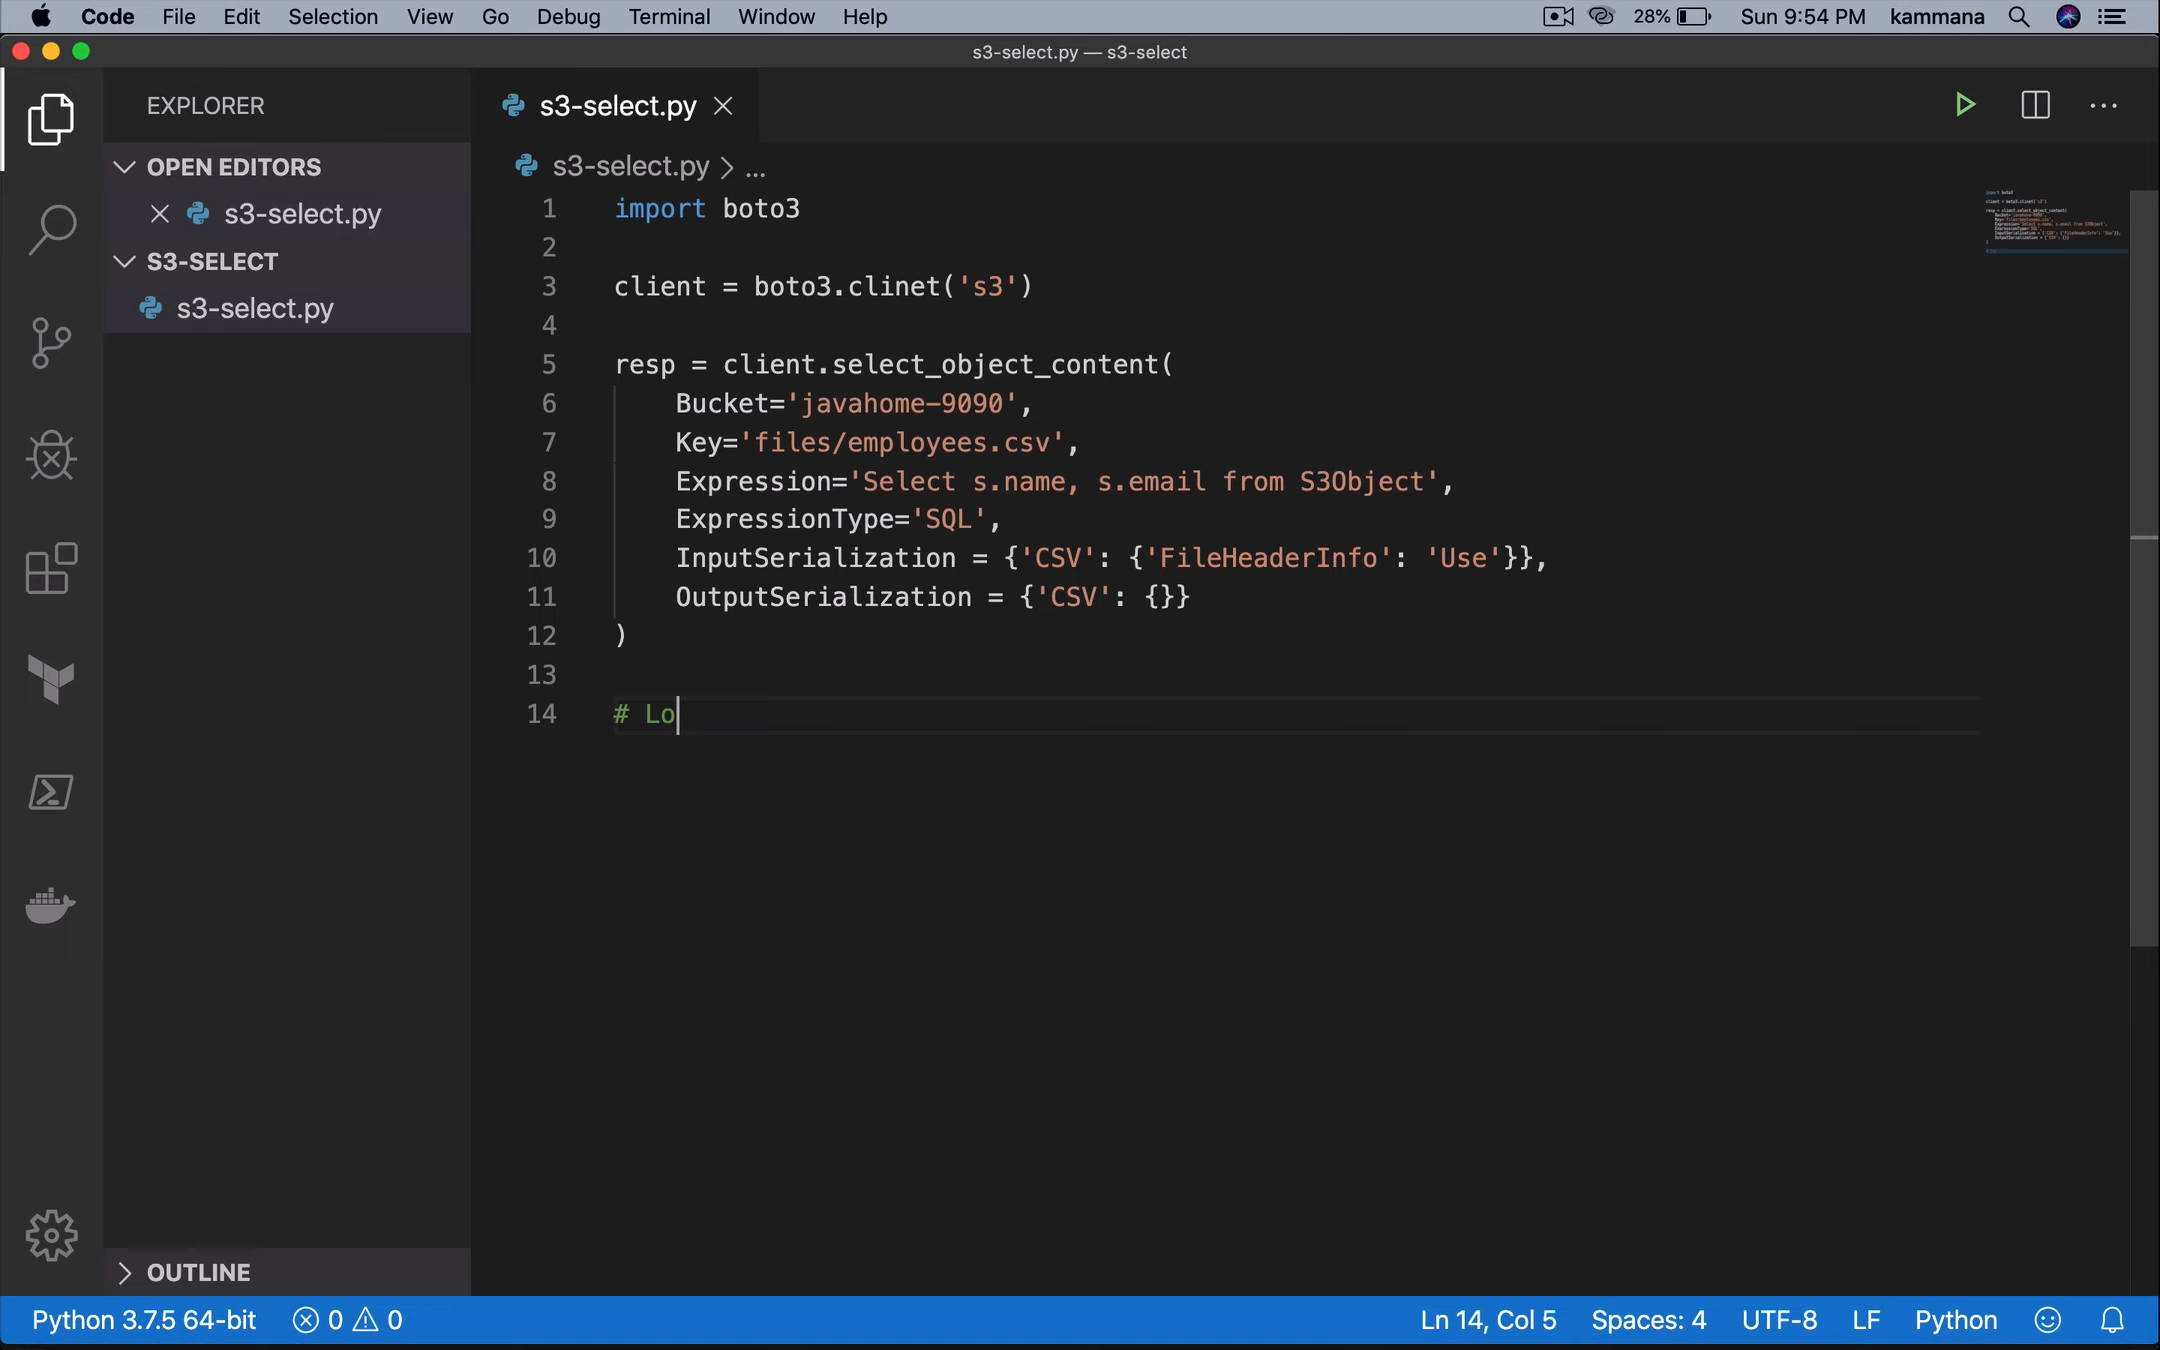 Code File Edit Selection View Go Debug Terminal Window Help 28% Sun 9:54 PM kammana
s3-select.py — s3-select
EXPLORER
OPEN EDITORS
s3-select.py
S3-SELECT
s3-select.py
OUTLINE
s3-select.py
s3-select.py > ...
1 import boto3
2
3 client = boto3.clinet('s3')
4
5 resp = client.select_object_content(
6 Bucket='javahome-9090',
7 Key='files/employees.csv',
8 Expression='Select s.name, s.email from S3Object',
9 ExpressionType='SQL',
10 InputSerialization = {'CSV': {'FileHeaderInfo': 'Use'}},
11 OutputSerialization = {'CSV': {}}
12 )
13
14 # Lo
Python 3.7.5 64-bit 0 0 Ln 14, Col 5 Spaces: 4 UTF-8 LF Python